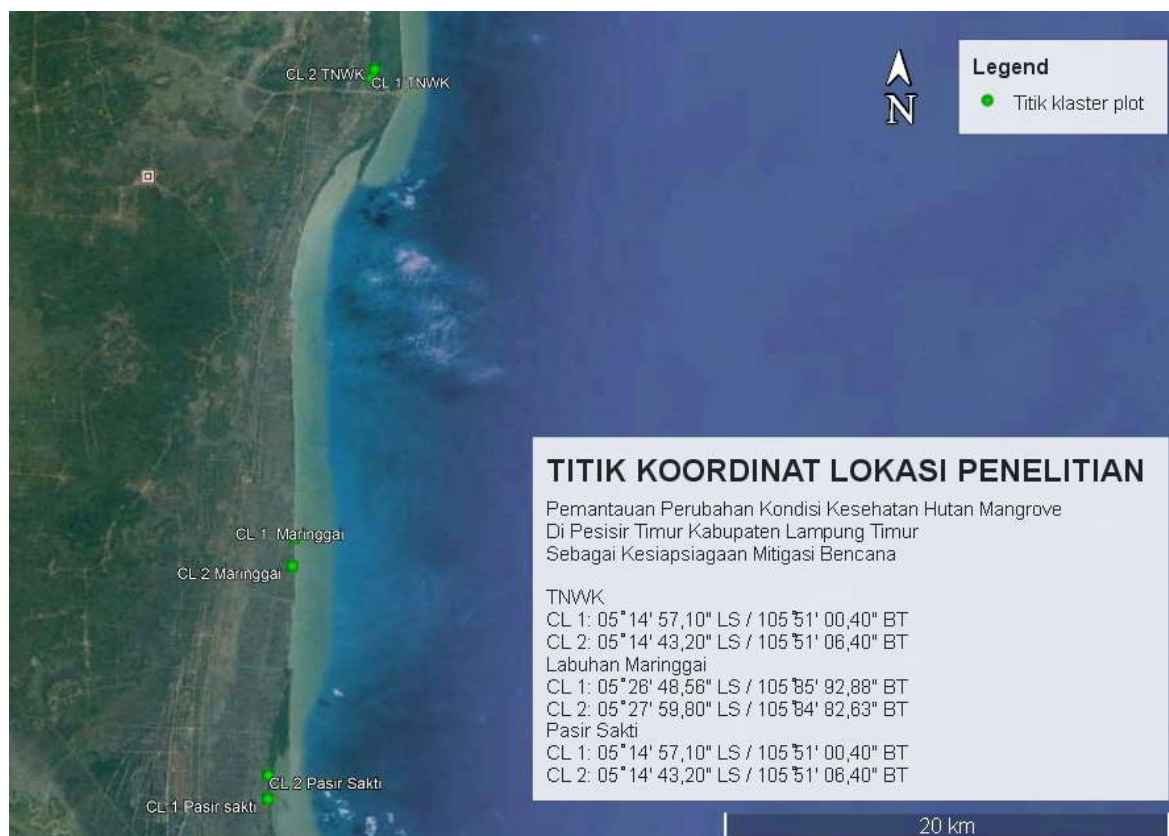 CL 2 TNWK
CL 1 TNWK
N
Legend
Titik klaster plot
CL 1 Maringgai
CL 2 Maringgai
CL 2 Pasir Sakti
CL 1 Pasir sakti
TITIK KOORDINAT LOKASI PENELITIAN
Pemantauan Perubahan Kondisi Kesehatan Hutan Mangrove
Di Pesisir Timur Kabupaten Lampung Timur
Sebagai Kesiapsiagaan Mitigasi Bencana
TNWK
CL 1: 05°14' 57,10" LS / 105°51' 00,40" BT
CL 2: 05°14' 43,20" LS / 105°51' 06,40" BT
Labuhan Maringgai
CL 1: 05°26' 48,56" LS / 105°85' 92,88" BT
CL 2: 05°27' 59,80" LS / 105°84' 82,63" BT
Pasir Sakti
CL 1: 05°14' 57,10" LS / 105°51' 00,40" BT
CL 2: 05°14' 43,20" LS / 105°51' 06,40" BT
20 km